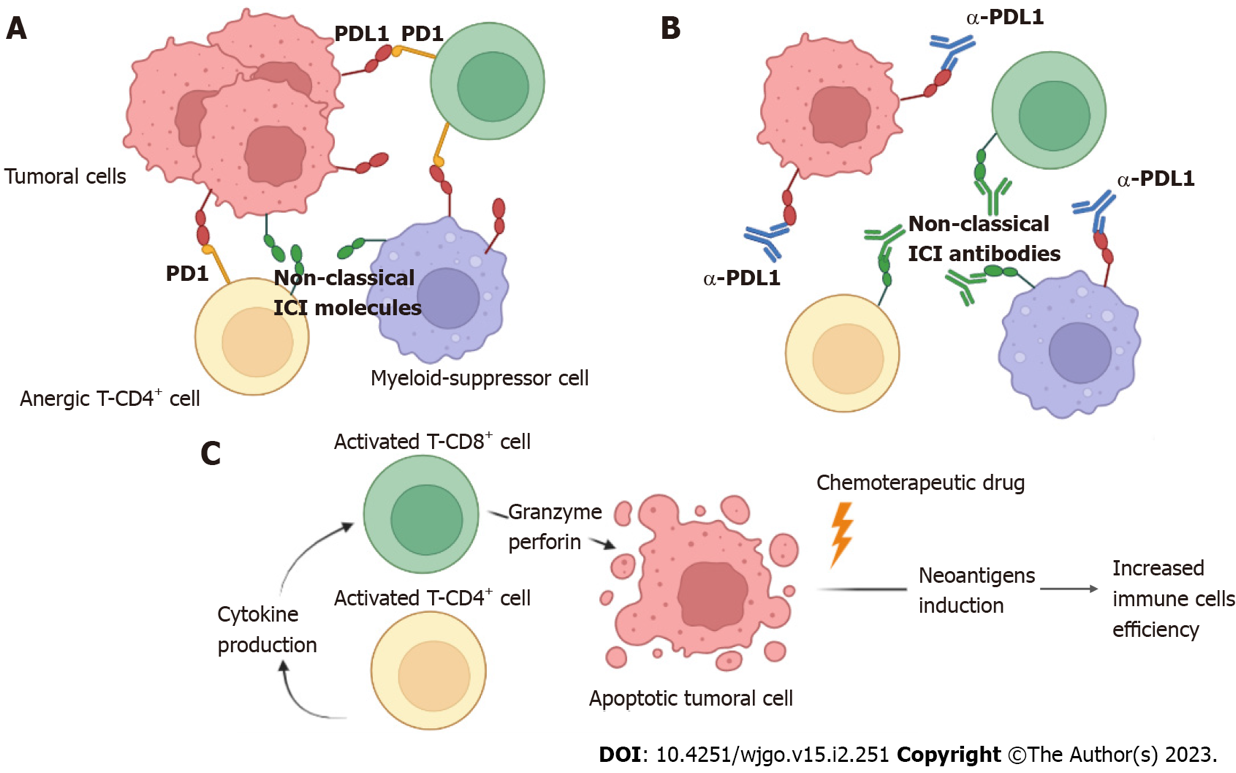 A
PDL1 PD1
Tumoral cells
PD1
Non-classical
ICI molecules
Myeloid-suppressor cell
Anergic T-CD4⁺ cell
B
α-PDL1
α-PDL1
Non-classical
ICI antibodies
α-PDL1
C
Activated T-CD8⁺ cell
Granzyme
perforin
Activated T-CD4⁺ cell
Cytokine
production
Apoptotic tumoral cell
Chemoterapeutic drug
Neoantigens
induction
Increased
immune cells
efficiency
DOI: 10.4251/wjgo.v15.i2.251 Copyright ©The Author(s) 2023.